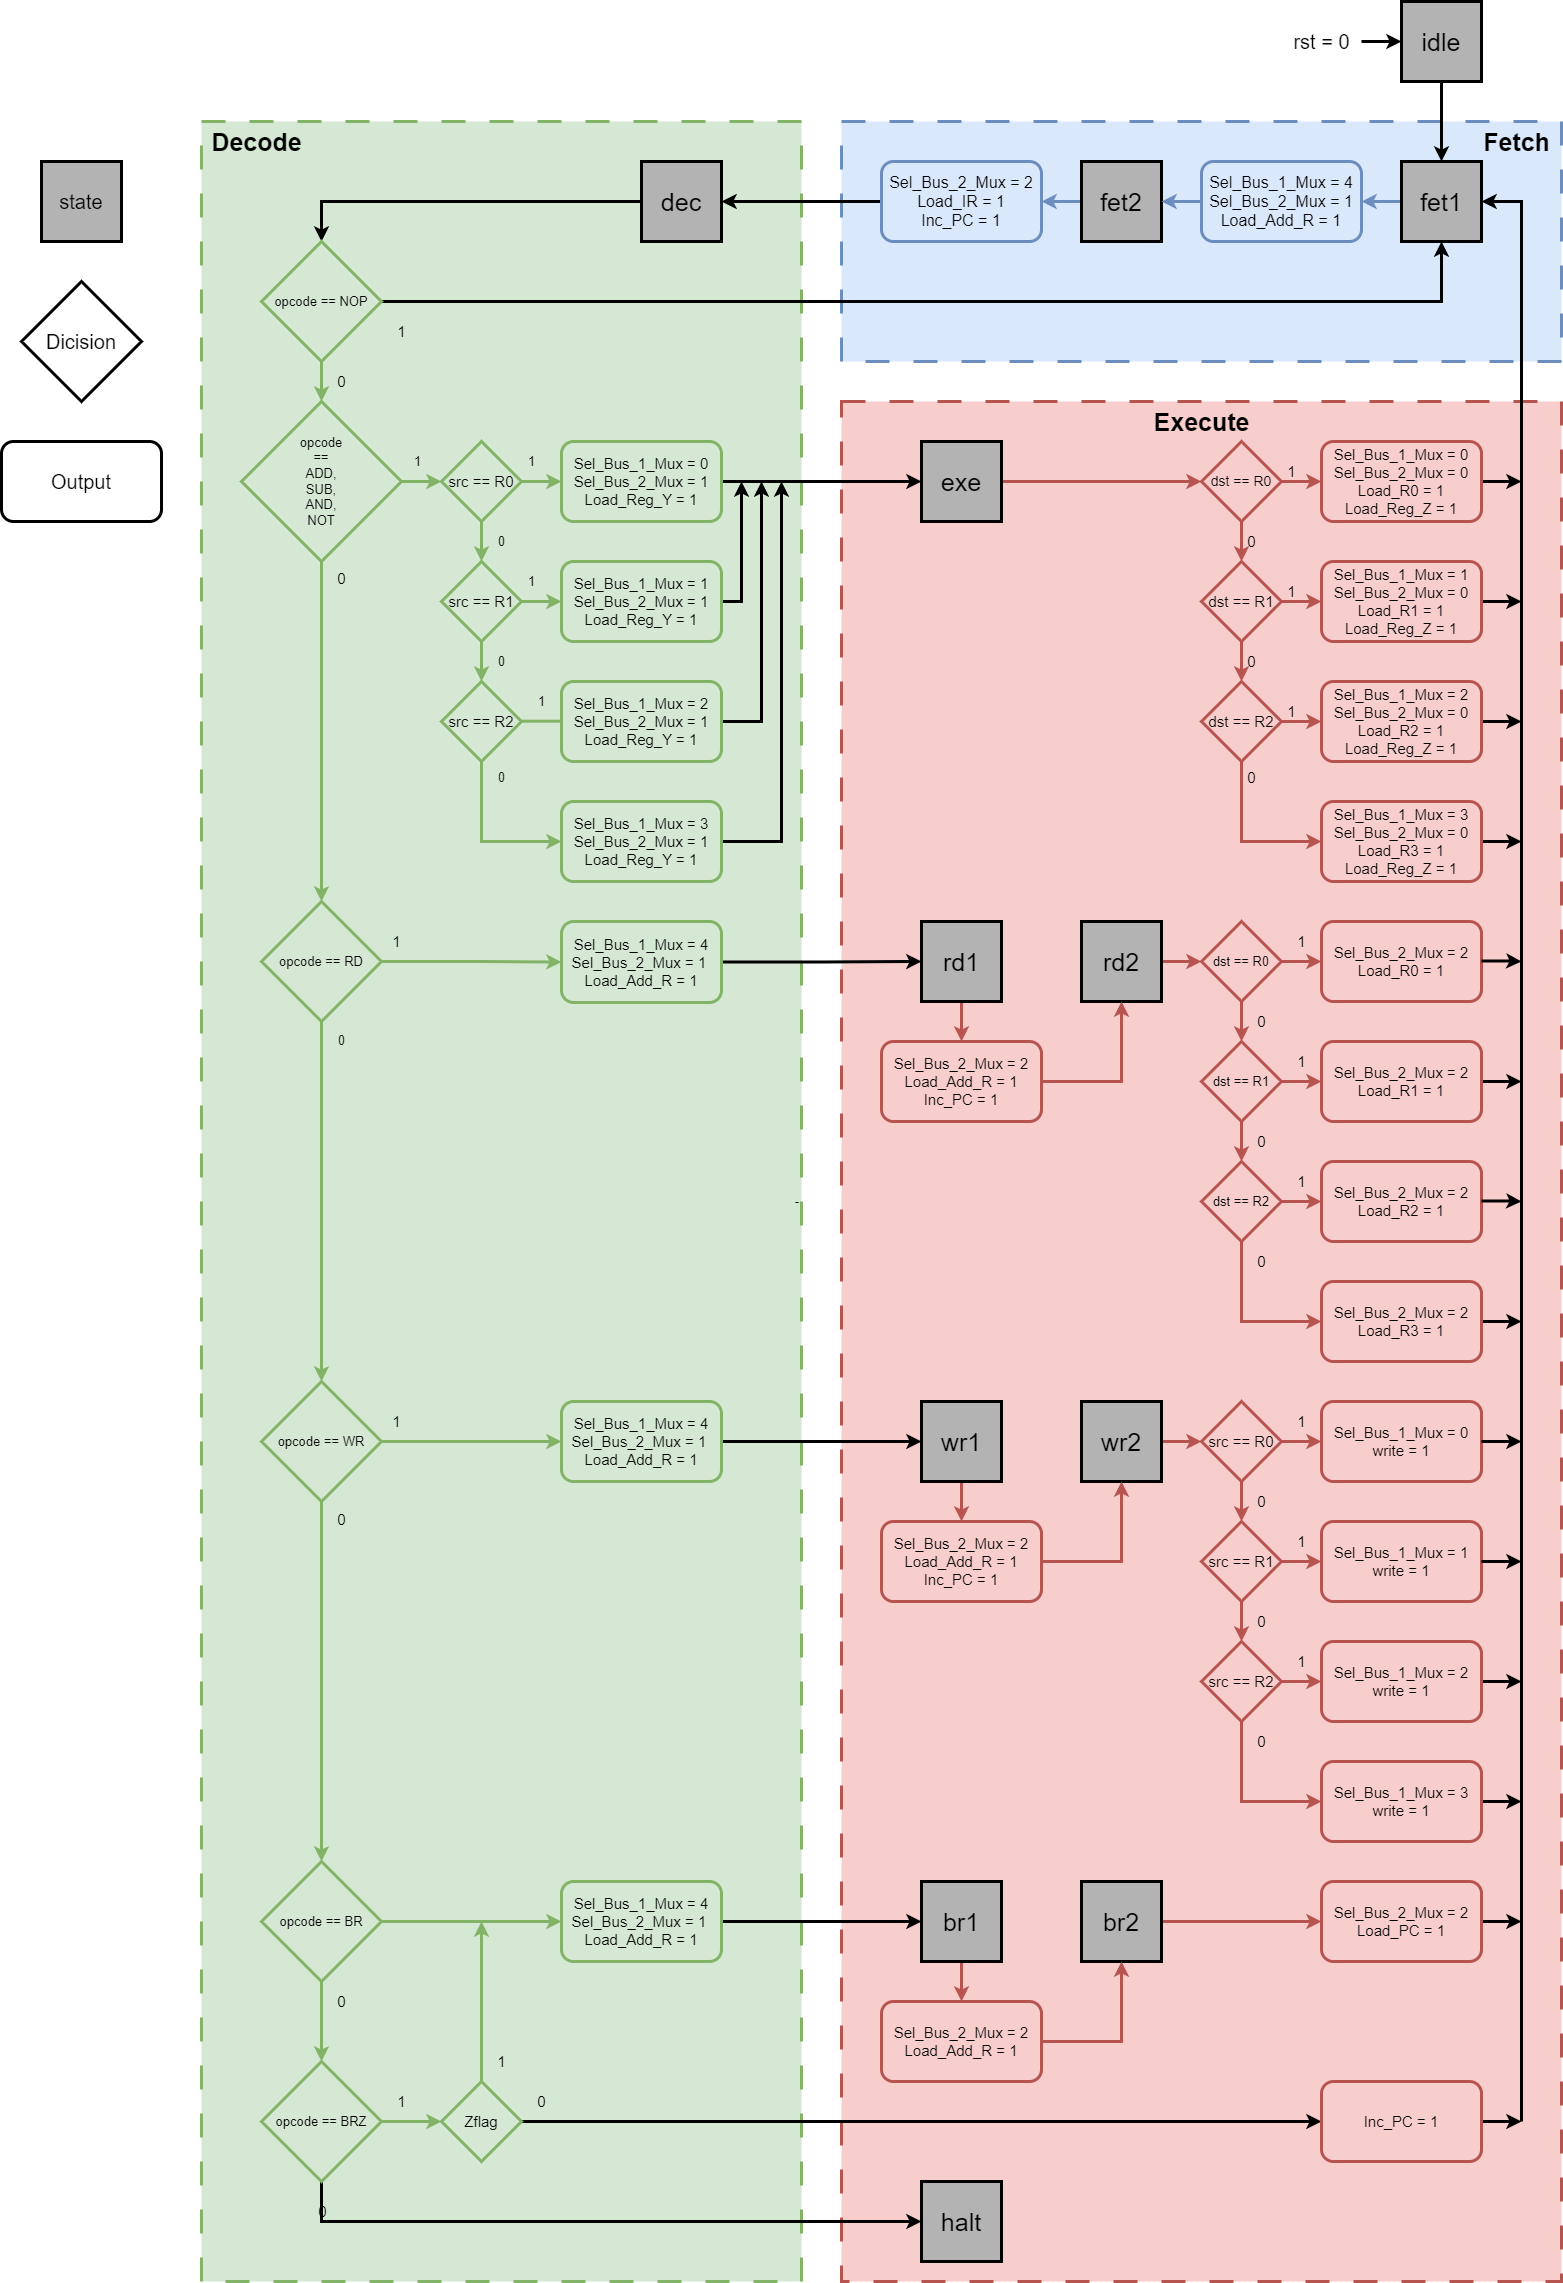 rst = 0
idle
Decode
Fetch
state
dec
Sel_Bus_2_Mux = 2
Load_IR = 1
Inc_PC = 1
fet2
Sel_Bus_1_Mux = 4
Sel_Bus_2_Mux = 1
Load_Add_R = 1
fet1
Dicision
opcode == NOP
1
0
Output
opcode
==
ADD,
SUB,
AND,
NOT
1
0
src == R0
1
0
Sel_Bus_1_Mux = 0
Sel_Bus_2_Mux = 1
Load_Reg_Y = 1
src == R1
1
0
Sel_Bus_1_Mux = 1
Sel_Bus_2_Mux = 1
Load_Reg_Y = 1
src == R2
1
0
Sel_Bus_1_Mux = 2
Sel_Bus_2_Mux = 1
Load_Reg_Y = 1
Sel_Bus_1_Mux = 3
Sel_Bus_2_Mux = 1
Load_Reg_Y = 1
Execute
exe
dst == R0
1
0
Sel_Bus_1_Mux = 0
Sel_Bus_2_Mux = 0
Load_R0 = 1
Load_Reg_Z = 1
dst == R1
1
0
Sel_Bus_1_Mux = 1
Sel_Bus_2_Mux = 0
Load_R1 = 1
Load_Reg_Z = 1
dst == R2
1
0
Sel_Bus_1_Mux = 2
Sel_Bus_2_Mux = 0
Load_R2 = 1
Load_Reg_Z = 1
Sel_Bus_1_Mux = 3
Sel_Bus_2_Mux = 0
Load_R3 = 1
Load_Reg_Z = 1
opcode == RD
1
0
Sel_Bus_1_Mux = 4
Sel_Bus_2_Mux = 1
Load_Add_R = 1
rd1
Sel_Bus_2_Mux = 2
Load_Add_R = 1
Inc_PC = 1
rd2
dst == R0
1
0
Sel_Bus_2_Mux = 2
Load_R0 = 1
dst == R1
1
0
Sel_Bus_2_Mux = 2
Load_R1 = 1
-
dst == R2
1
0
Sel_Bus_2_Mux = 2
Load_R2 = 1
Sel_Bus_2_Mux = 2
Load_R3 = 1
opcode == WR
1
0
Sel_Bus_1_Mux = 4
Sel_Bus_2_Mux = 1
Load_Add_R = 1
wr1
Sel_Bus_2_Mux = 2
Load_Add_R = 1
Inc_PC = 1
wr2
src == R0
1
0
Sel_Bus_1_Mux = 0
write = 1
src == R1
1
0
Sel_Bus_1_Mux = 1
write = 1
src == R2
1
0
Sel_Bus_1_Mux = 2
write = 1
Sel_Bus_1_Mux = 3
write = 1
opcode == BR
0
Sel_Bus_1_Mux = 4
Sel_Bus_2_Mux = 1
Load_Add_R = 1
br1
Sel_Bus_2_Mux = 2
Load_Add_R = 1
br2
Sel_Bus_2_Mux = 2
Load_PC = 1
opcode == BRZ
1
0
Zflag
1
0
Inc_PC = 1
halt